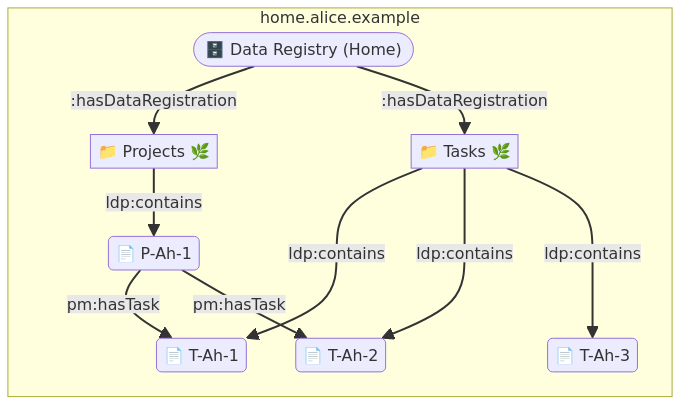 home.alice.example
🗄️ Data Registry (Home)
:hasDataRegistration :hasDataRegistration
📁 Projects 🌿 📁 Tasks 🌿
ldp:contains
ldp:contains ldp:contains ldp:contains
📄 P-Ah-1
pm:hasTask pm:hasTask
📄 T-Ah-1 📄 T-Ah-2 📄 T-Ah-3